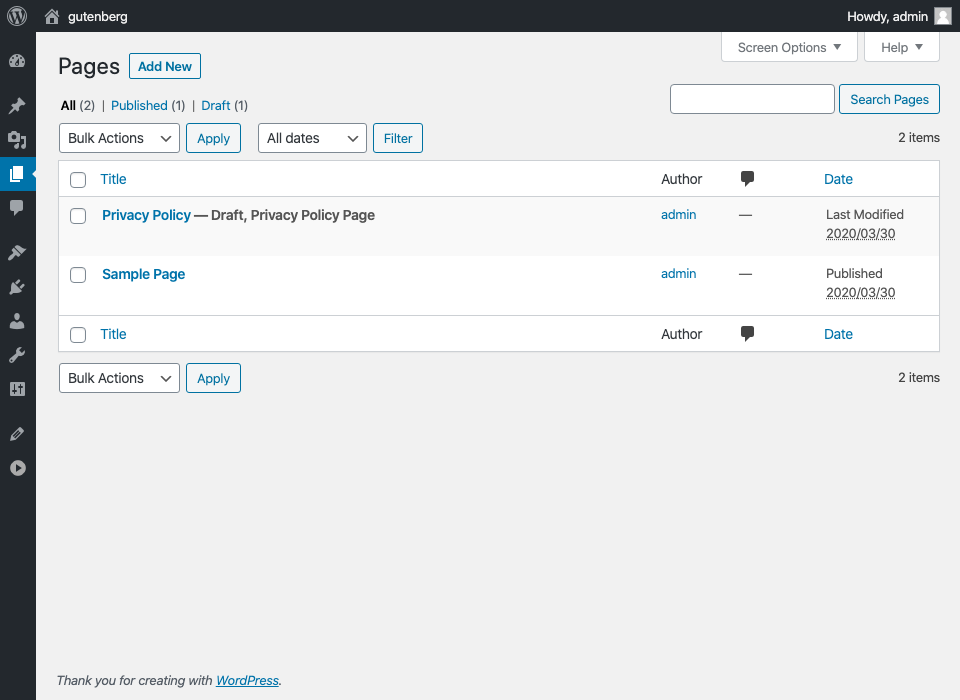 gutenberg Howdy, admin
Screen Options Help
Pages Add New
All (2) | Published (1) | Draft (1)
Search Pages
Bulk Actions Apply All dates Filter 2 items
Title Author Date
Privacy Policy — Draft, Privacy Policy Page admin — Last Modified
2020/03/30
Sample Page admin — Published
2020/03/30
Title Author Date
Bulk Actions Apply 2 items
Thank you for creating with WordPress.